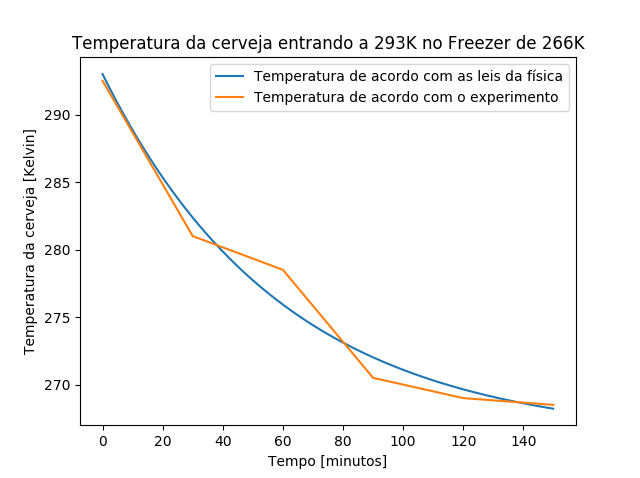 Temperatura da cerveja entrando a 293K no Freezer de 266K
Temperatura de acordo com as leis da física
Temperatura de acordo com o experimento
Temperatura da cerveja [Kelvin]
290
285
280
275
270
0 20 40 60 80 100 120 140
Tempo [minutos]